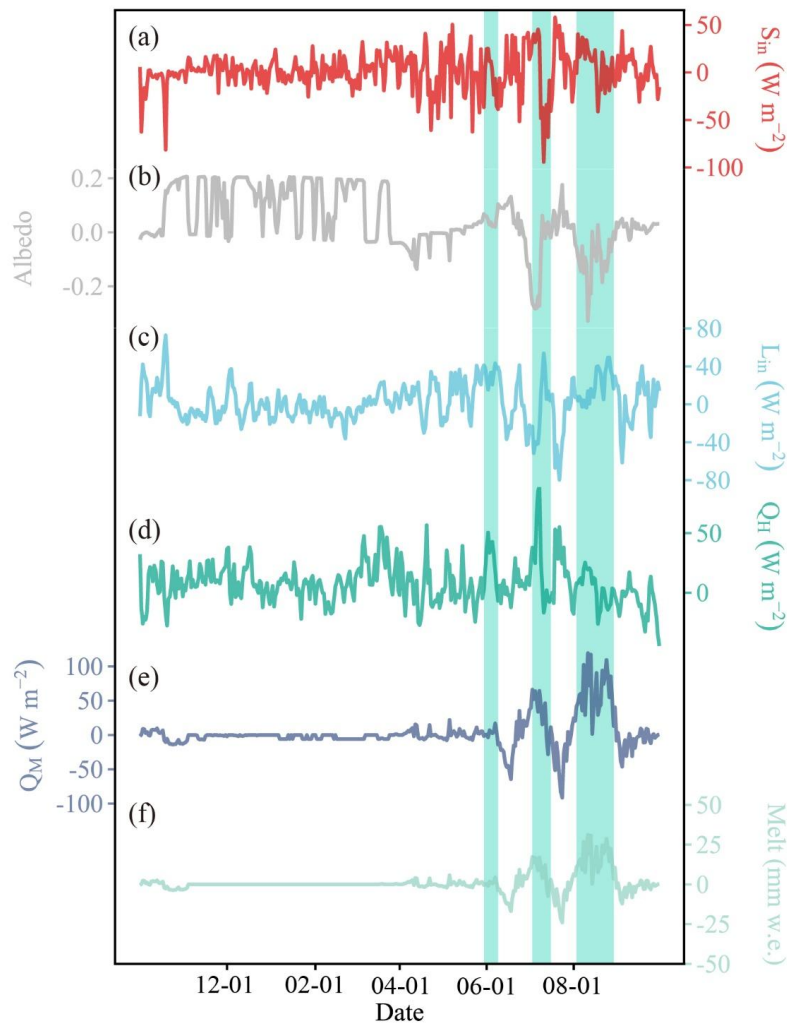 (a)
50
0
-50
-100
S_in (W m⁻²)
(b)
0.2
0.0
-0.2
Albedo
(c)
80
40
0
-40
-80
L_in (W m⁻²)
(d)
50
0
Q_H (W m⁻²)
(e)
100
50
0
-50
-100
Q_M (W m⁻²)
(f)
50
25
0
-25
-50
Melt (mm w.e.)
12-01 02-01 04-01 06-01 08-01
Date